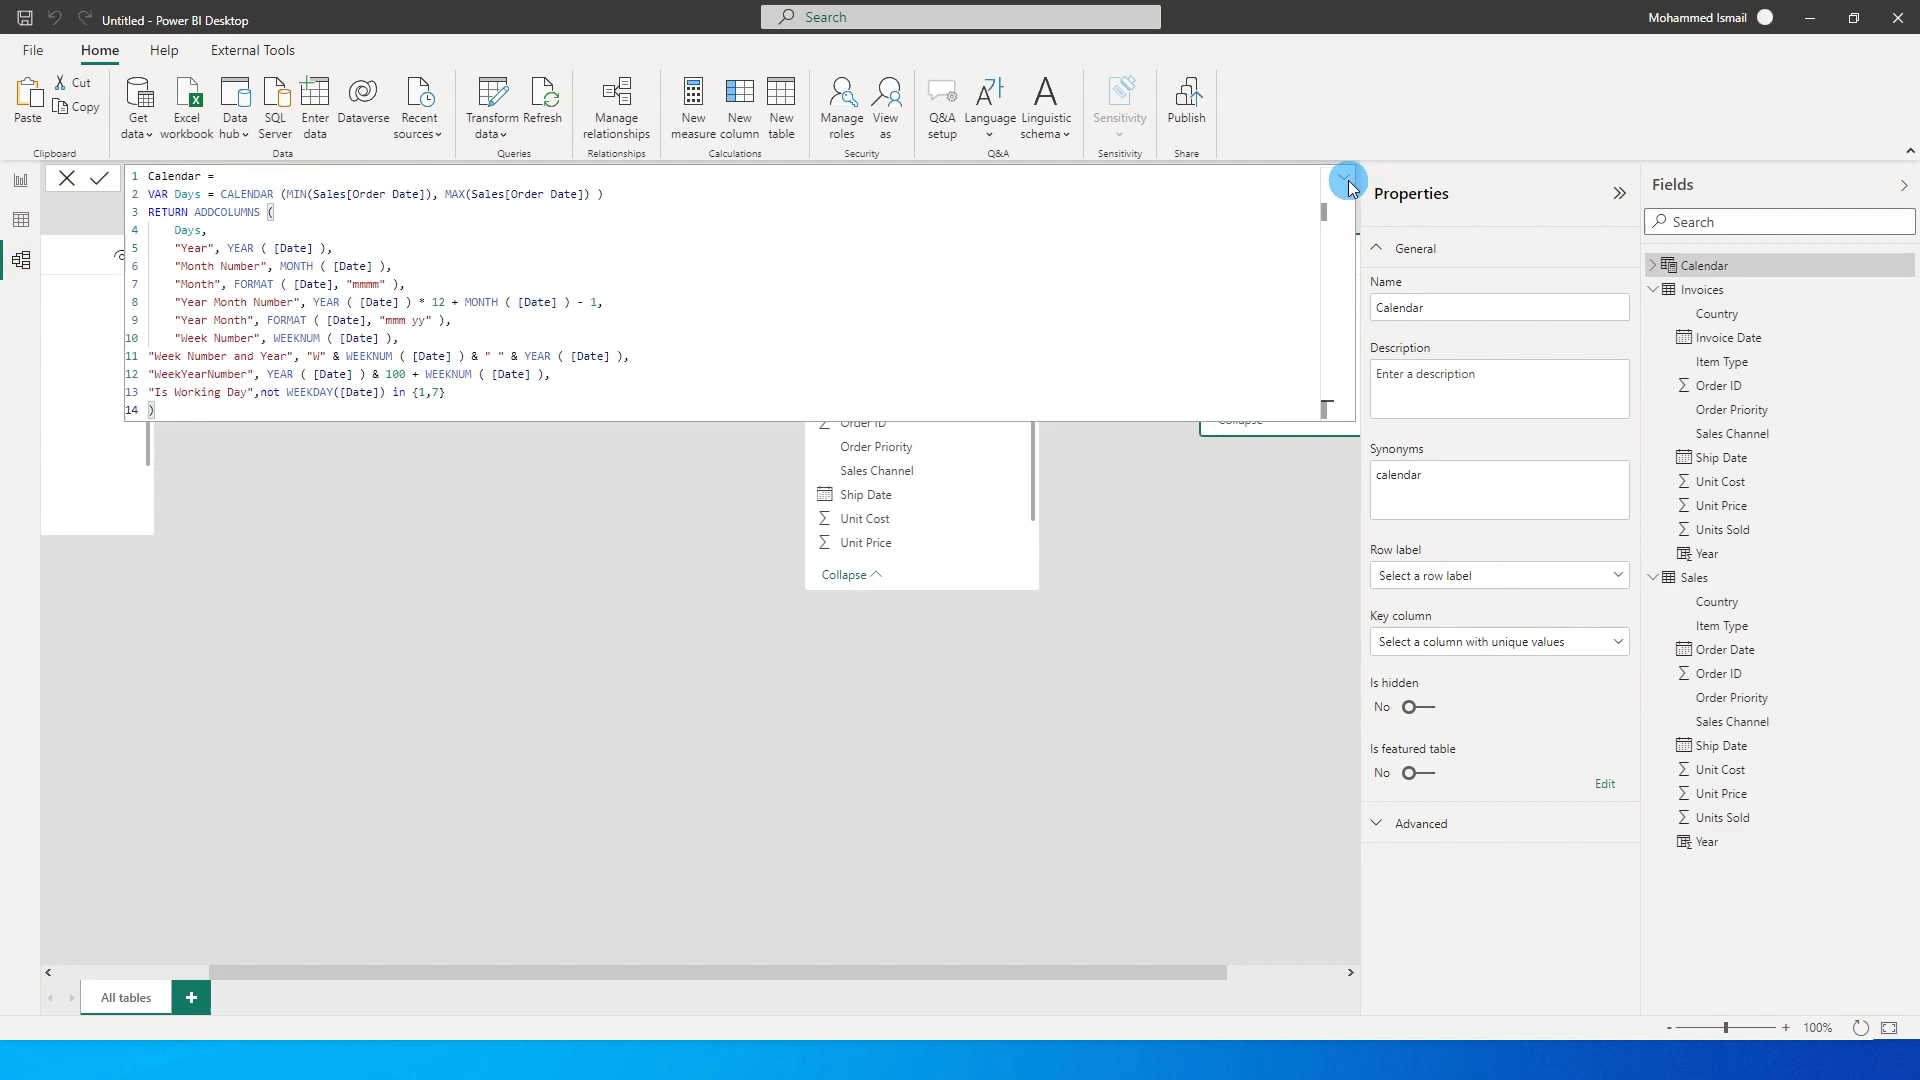 Untitled - Power BI Desktop
Search
Mohammed Ismail
File Home Help External Tools
Paste
Cut
Copy
Clipboard
Get data
Excel workbook
Data hub
SQL Server
Enter data
Dataverse
Recent sources
Data
Transform data
Refresh
Queries
Manage relationships
Relationships
New measure
New column
New table
Calculations
Manage roles
View as
Security
Q&A setup
Language
Linguistic schema
Q&A
Sensitivity
Sensitivity
Publish
Share
1 Calendar =
2 VAR Days = CALENDAR (MIN(Sales[Order Date]), MAX(Sales[Order Date]) )
3 RETURN ADDCOLUMNS (
4 Days,
5 "Year", YEAR ( [Date] ),
6 "Month Number", MONTH ( [Date] ),
7 "Month", FORMAT ( [Date], "mmmm" ),
8 "Year Month Number", YEAR ( [Date] ) * 12 + MONTH ( [Date] ) - 1,
9 "Year Month", FORMAT ( [Date], "mmm yy" ),
10 "Week Number", WEEKNUM ( [Date] ),
11 "Week Number and Year", "W" & WEEKNUM ( [Date] ) & " " & YEAR ( [Date] ),
12 "WeekYearNumber", YEAR ( [Date] ) & 100 + WEEKNUM ( [Date] ),
13 "Is Working Day",not WEEKDAY([Date]) in {1,7}
14 )
Order ID
Order Priority
Sales Channel
Ship Date
Unit Cost
Unit Price
Collapse
Collapse
Properties
General
Name
Calendar
Description
Enter a description
Synonyms
calendar
Row label
Select a row label
Key column
Select a column with unique values
Is hidden
No
Is featured table
No
Edit
Advanced
Fields
Search
Calendar
Invoices
Country
Invoice Date
Item Type
Order ID
Order Priority
Sales Channel
Ship Date
Unit Cost
Unit Price
Units Sold
Year
Sales
Country
Item Type
Order Date
Order ID
Order Priority
Sales Channel
Ship Date
Unit Cost
Unit Price
Units Sold
Year
All tables
+
- + 100%